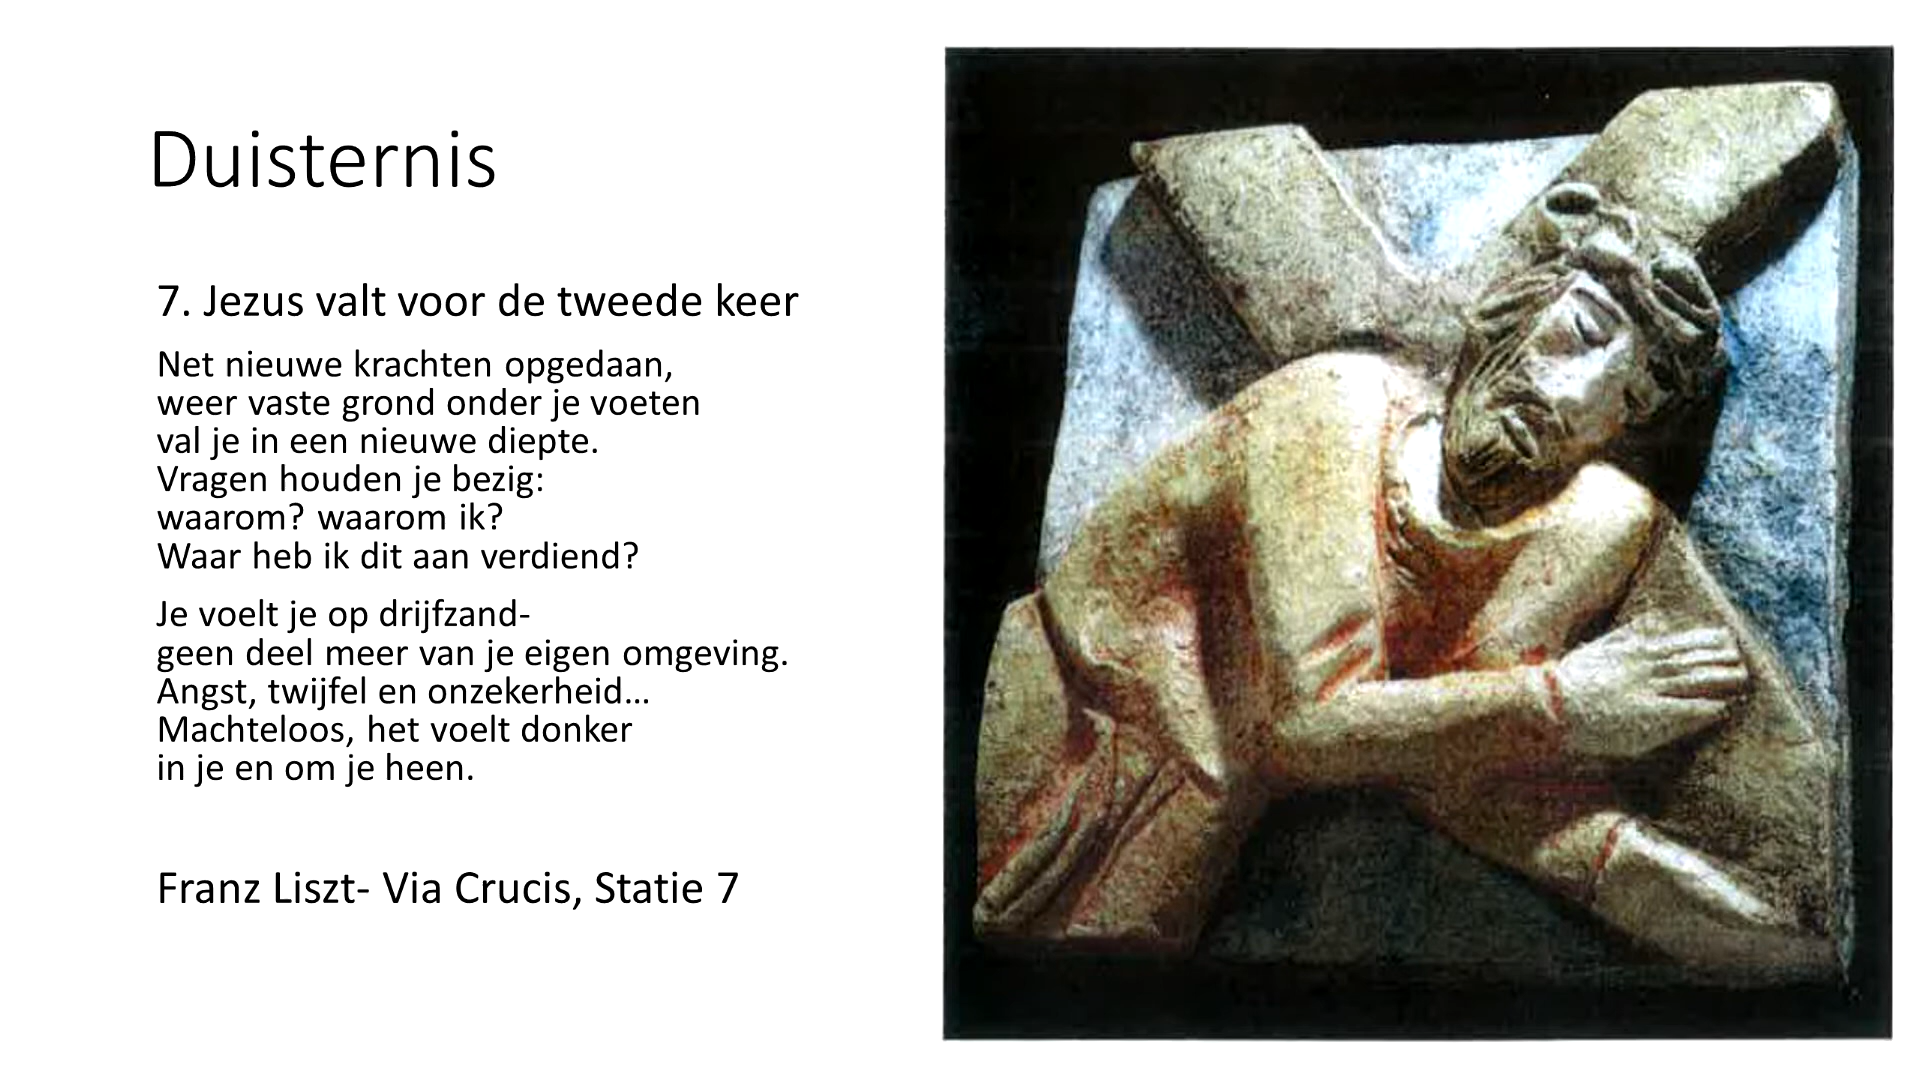 Duisternis
7. Jezus valt voor de tweede keer
Net nieuwe krachten opgedaan,
weer vaste grond onder je voeten
val je in een nieuwe diepte.
Vragen houden je bezig:
waarom? waarom ik?
Waar heb ik dit aan verdiend?
Je voelt je op drijfzand-
geen deel meer van je eigen omgeving.
Angst, twijfel en onzekerheid…
Machteloos, het voelt donker
in je en om je heen.
Franz Liszt- Via Crucis, Statie 7